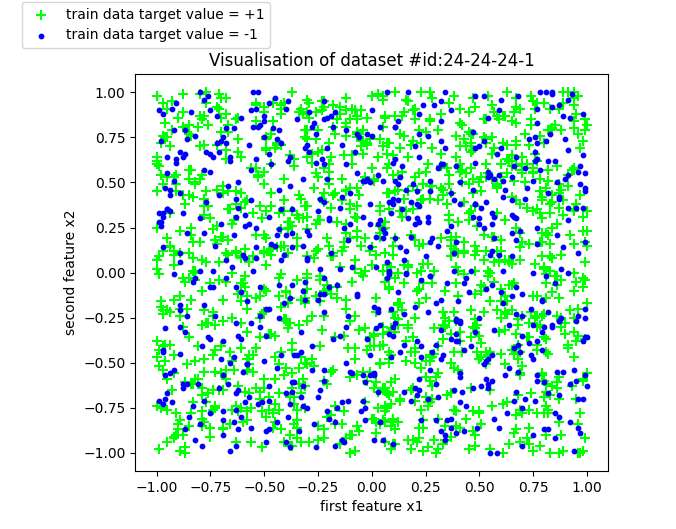 train data target value = +1
train data target value = -1
Visualisation of dataset #id:24-24-24-1
1.00
0.75
0.50
0.25
0.00
−0.25
−0.50
−0.75
−1.00
second feature x2
−1.00 −0.75 −0.50 −0.25 0.00 0.25 0.50 0.75 1.00
first feature x1